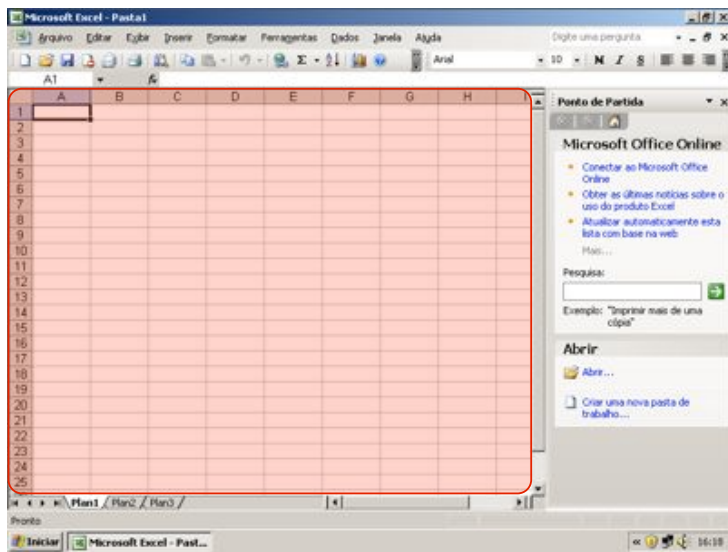 Microsoft Excel - Pasta1
Arquivo Editar Exibir Inserir Formatar Ferramentas Dados Janela Ajuda Digite uma pergunta
Arial 10 N I S
A1 fx
A B C D E F G H I
1
2
3
4
5
6
7
8
9
10
11
12
13
14
15
16
17
18
19
20
21
22
23
24
25
Ponto de Partida
Microsoft Office Online
Conectar ao Microsoft Office
Online
Obter as últimas notícias sobre o
uso do produto Excel
Atualizar automaticamente esta
lista com base na web
Mais...
Pesquisa:
Exemplo: "Imprimir mais de uma
cópia"
Abrir
Abrir...
Criar uma nova pasta de
trabalho...
Plan1 / Plan2 / Plan3 /
Pronto
Iniciar Microsoft Excel - Past... 16:18